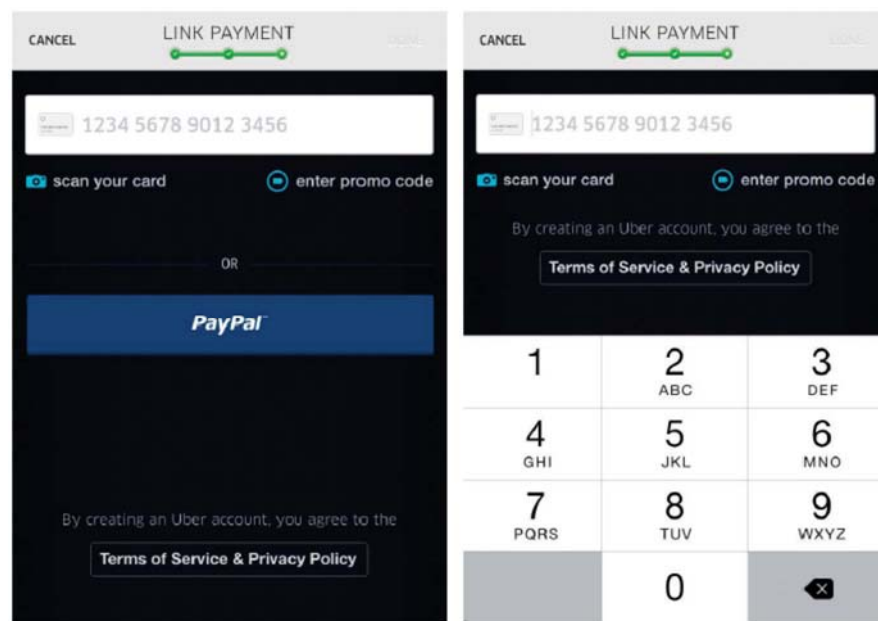 CANCEL
LINK PAYMENT
DONE
1234 5678 9012 3456
scan your card
enter promo code
OR
PayPal™
By creating an Uber account, you agree to the
Terms of Service & Privacy Policy
CANCEL
LINK PAYMENT
DONE
1234 5678 9012 3456
scan your card
enter promo code
By creating an Uber account, you agree to the
Terms of Service & Privacy Policy
1
2
ABC
3
DEF
4
GHI
5
JKL
6
MNO
7
PQRS
8
TUV
9
WXYZ
0